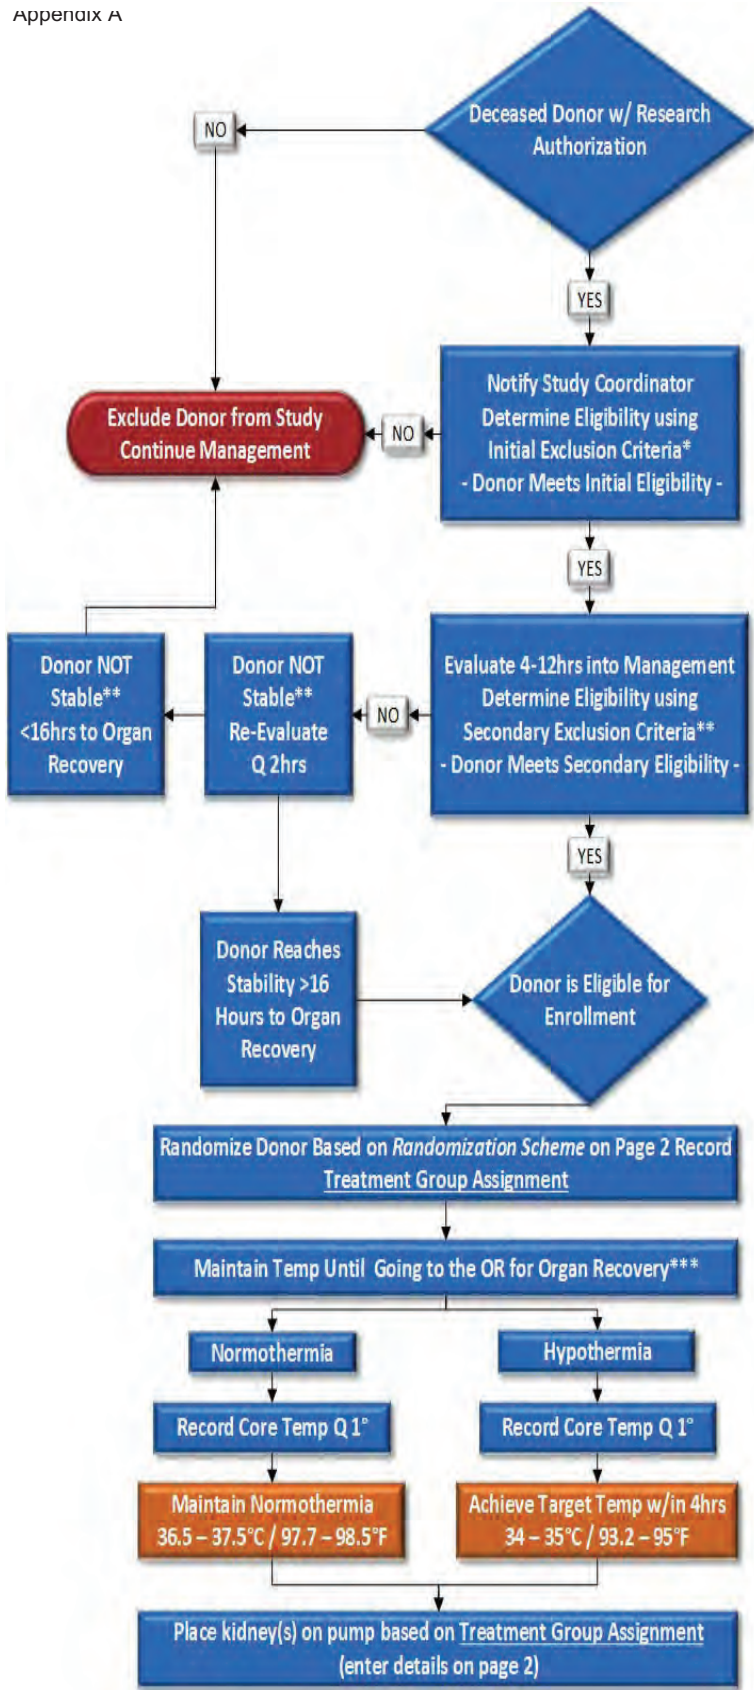 Appendix A
Deceased Donor w/ Research
Authorization
NO
YES
Notify Study Coordinator
Determine Eligibility using
Initial Exclusion Criteria*
- Donor Meets Initial Eligibility -
NO
Exclude Donor from Study
Continue Management
YES
Evaluate 4-12hrs into Management
Determine Eligibility using
Secondary Exclusion Criteria**
- Donor Meets Secondary Eligibility -
NO
Donor NOT
Stable**
Re-Evaluate
Q 2hrs
Donor NOT
Stable**
<16hrs to Organ
Recovery
YES
Donor Reaches
Stability >16
Hours to Organ
Recovery
Donor is Eligible for
Enrollment
Randomize Donor Based on Randomization Scheme on Page 2 Record
Treatment Group Assignment
Maintain Temp Until Going to the OR for Organ Recovery***
Normothermia
Hypothermia
Record Core Temp Q 1°
Record Core Temp Q 1°
Maintain Normothermia
36.5 – 37.5°C / 97.7 – 98.5°F
Achieve Target Temp w/in 4hrs
34 – 35°C / 93.2 – 95°F
Place kidney(s) on pump based on Treatment Group Assignment
(enter details on page 2)